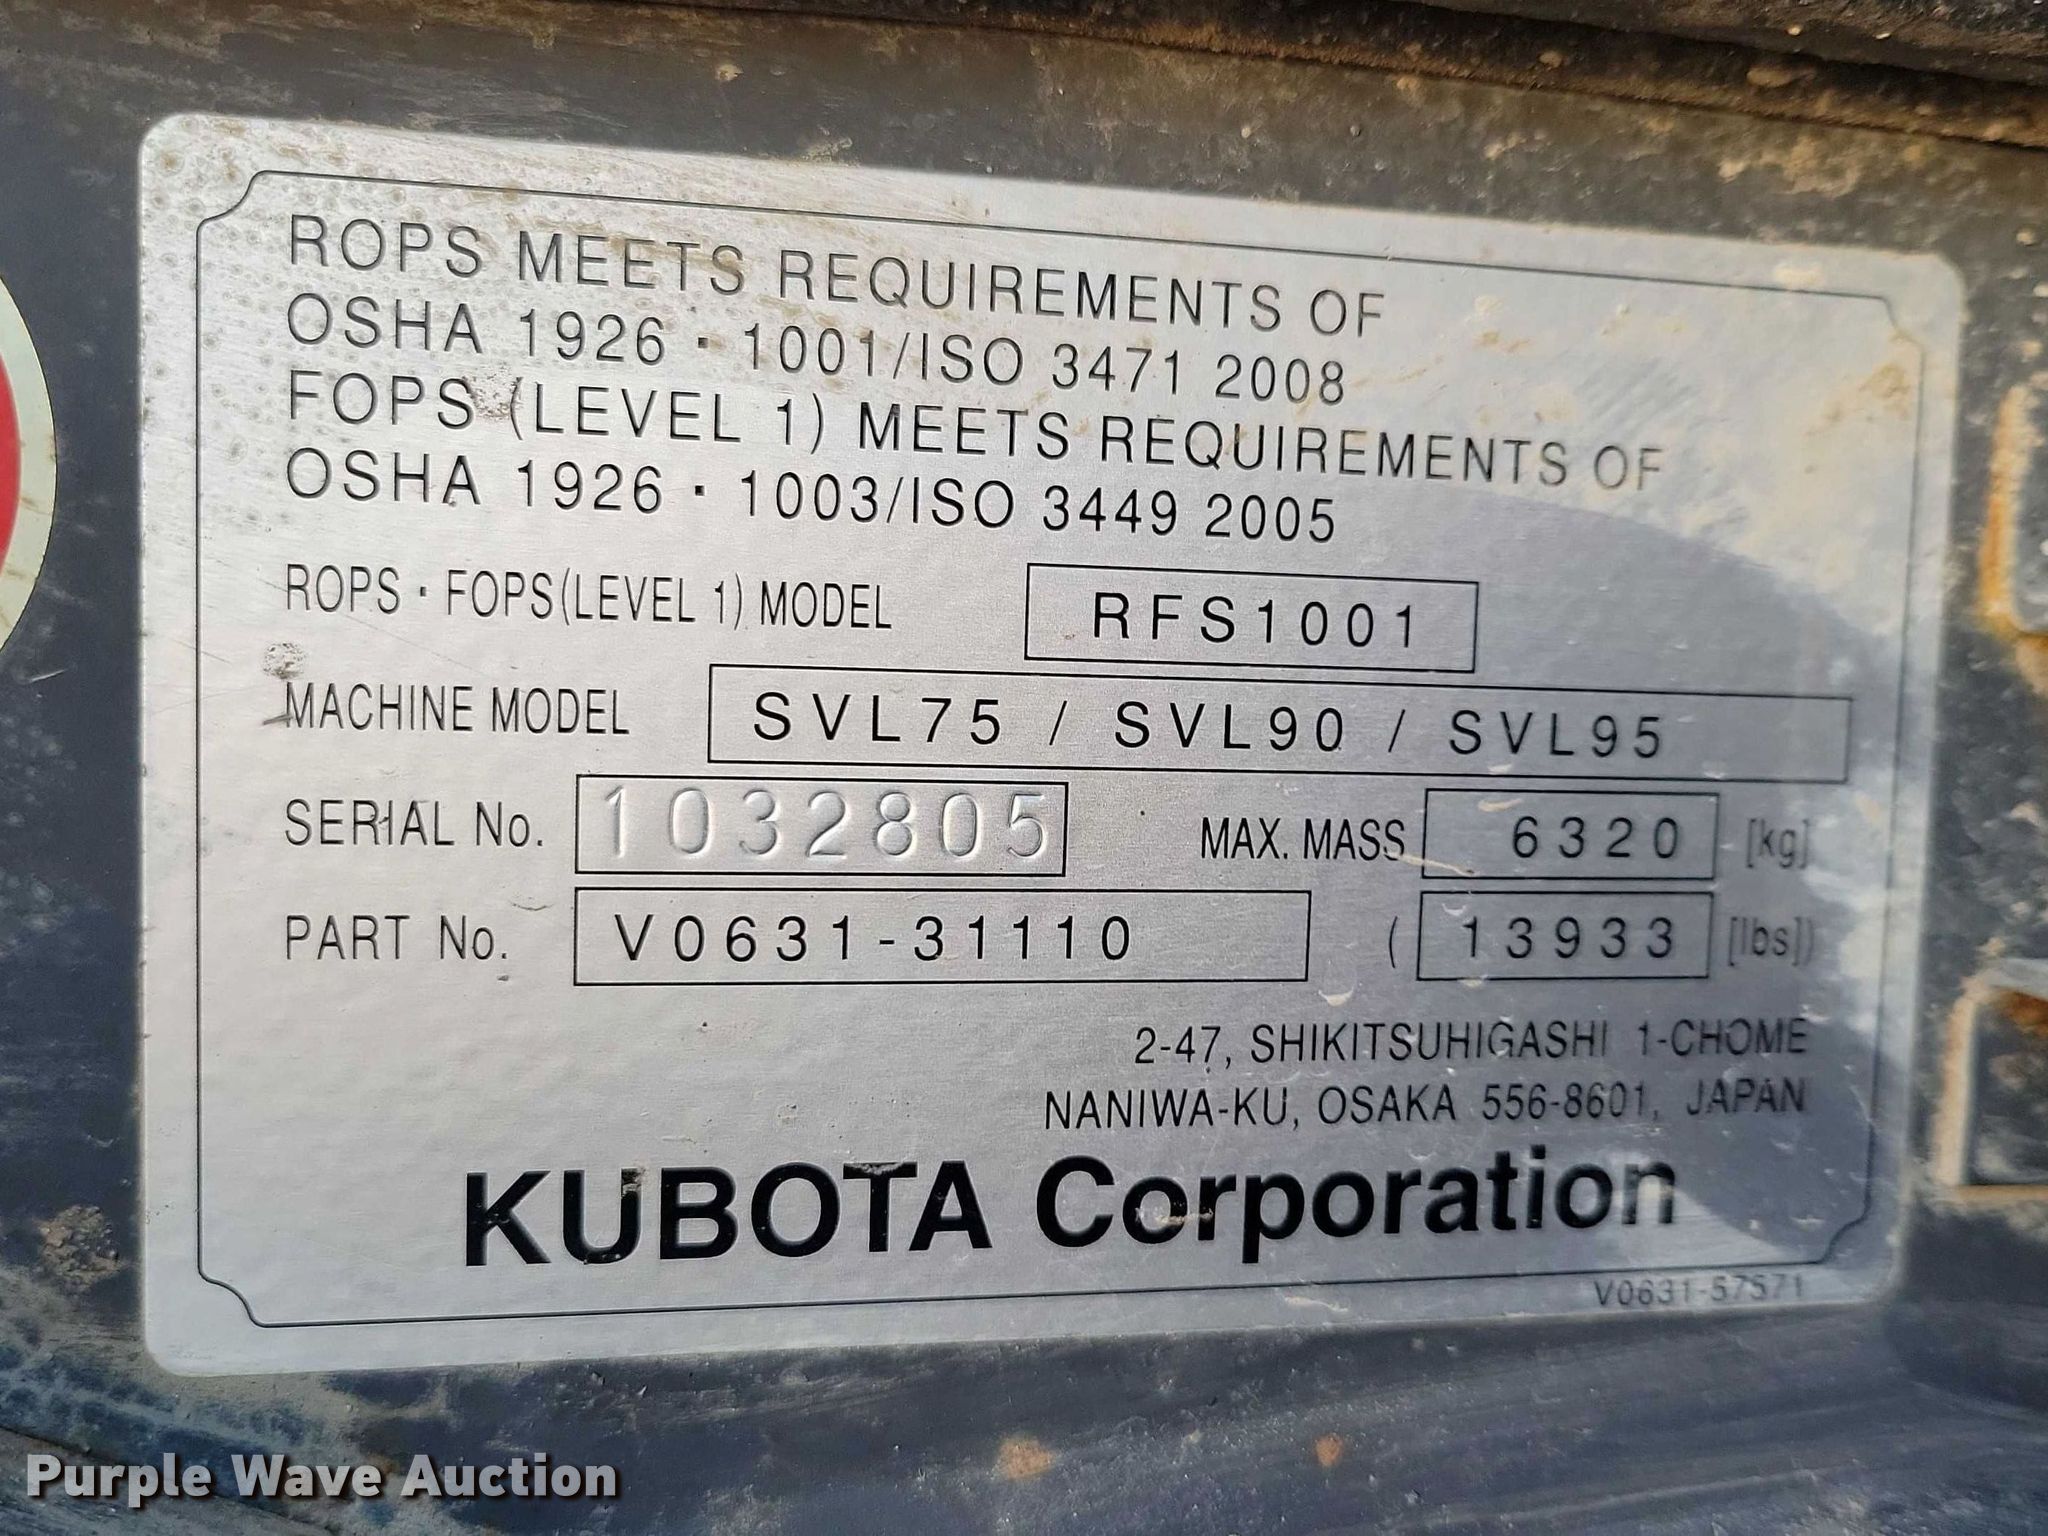 ROPS MEETS REQUIREMENTS OF
OSHA 1926 · 1001/ISO 3471 2008
FOPS (LEVEL 1) MEETS REQUIREMENTS OF
OSHA 1926 · 1003/ISO 3449 2005
ROPS · FOPS(LEVEL 1) MODEL RFS1001
MACHINE MODEL SVL75 / SVL90 / SVL95
SERIAL No. 1032805 MAX. MASS 6320 [kg]
PART No. V0631-31110 ( 13933 [lbs])
2-47, SHIKITSUHIGASHI 1-CHOME
NANIWA-KU, OSAKA 556-8601, JAPAN
KUBOTA Corporation
V0631-57571
Purple Wave Auction